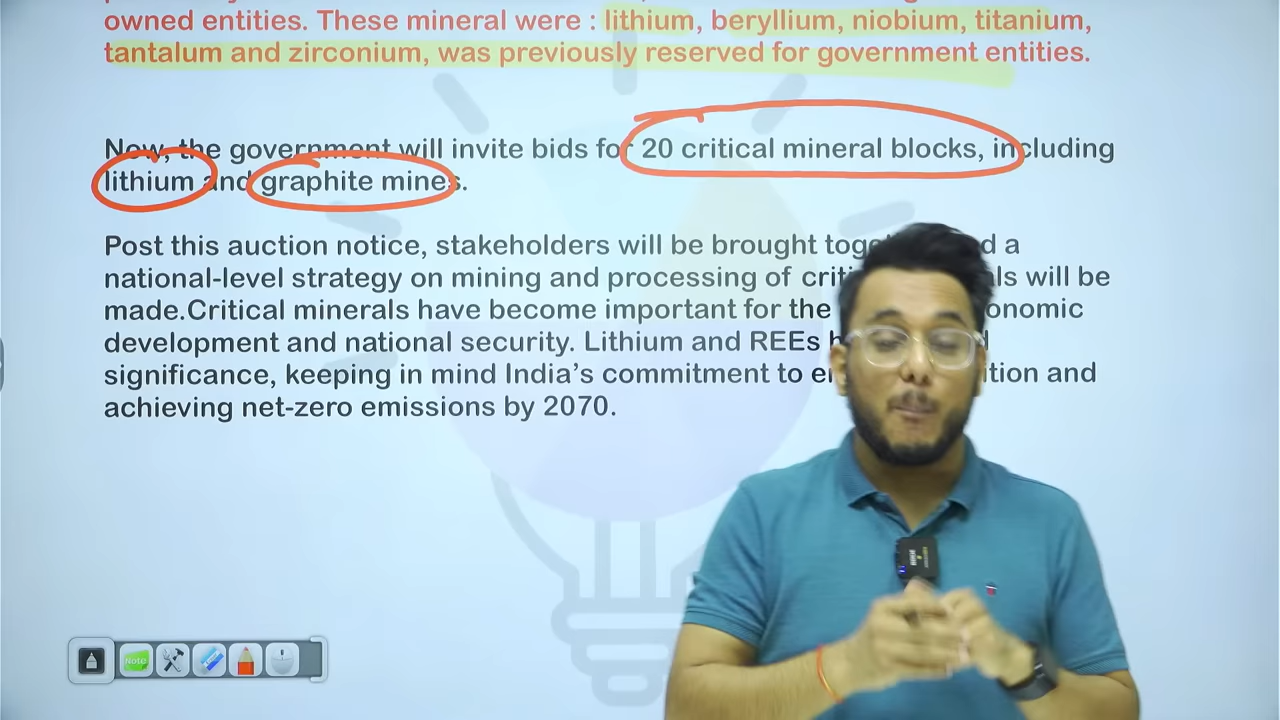 owned entities. These mineral were : lithium, beryllium, niobium, titanium,
tantalum and zirconium, was previously reserved for government entities.
Now, the government will invite bids for 20 critical mineral blocks, including
lithium and graphite mines.
Post this auction notice, stakeholders will be brought a
national-level strategy on mining and processing of will be
made.Critical minerals have become important for the
development and national security. Lithium and REEs
significance, keeping in mind India’s commitment to and
achieving net-zero emissions by 2070.
Note